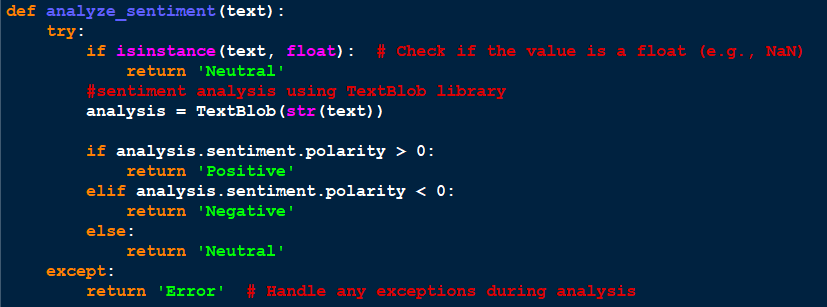 def analyze_sentiment(text):
    try:
        if isinstance(text, float):  # Check if the value is a float (e.g., NaN)
            return 'Neutral'
        #sentiment analysis using TextBlob library
        analysis = TextBlob(str(text))

        if analysis.sentiment.polarity > 0:
            return 'Positive'
        elif analysis.sentiment.polarity < 0:
            return 'Negative'
        else:
            return 'Neutral'
    except:
        return 'Error'  # Handle any exceptions during analysis